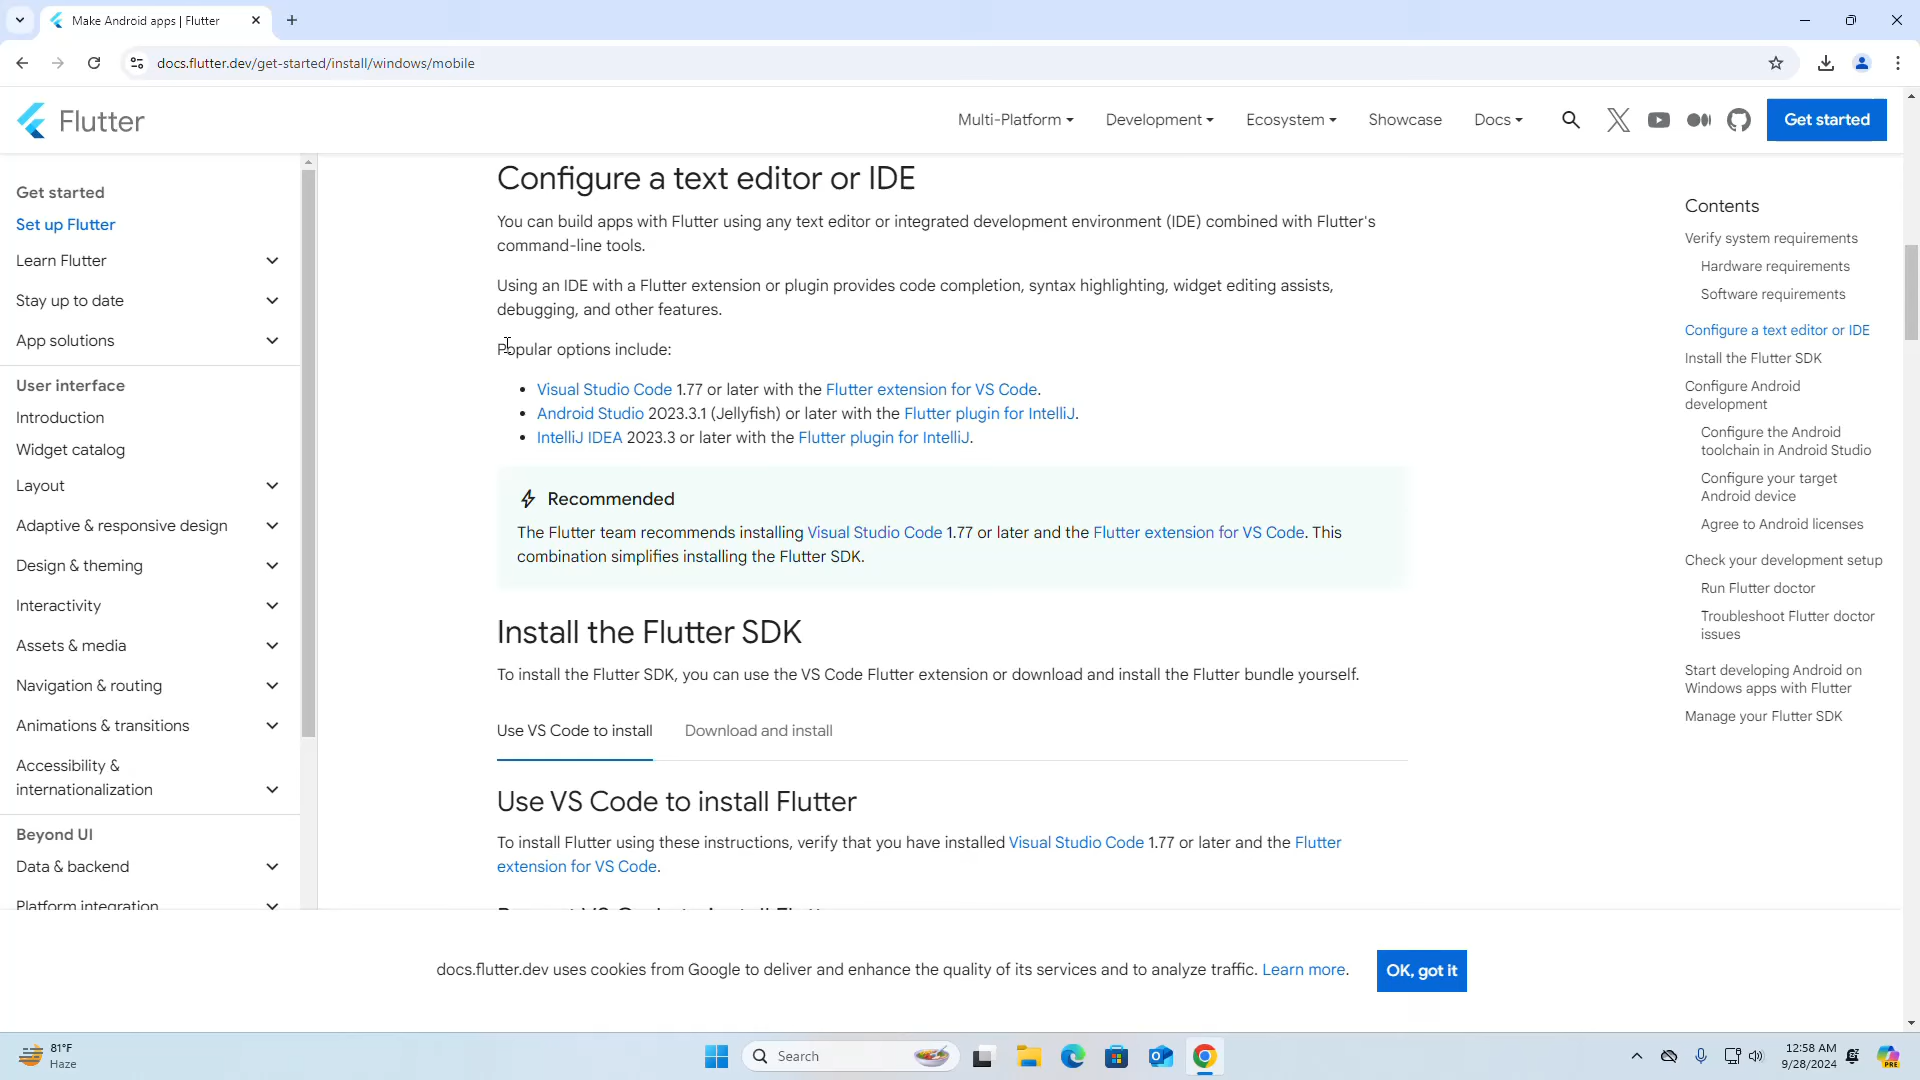 Make Android apps | Flutter
docs.flutter.dev/get-started/install/windows/mobile
Flutter
Multi-Platform
Development
Ecosystem
Showcase
Docs
Get started
Get started
Set up Flutter
Learn Flutter
Stay up to date
App solutions
User interface
Introduction
Widget catalog
Layout
Adaptive & responsive design
Design & theming
Interactivity
Assets & media
Navigation & routing
Animations & transitions
Accessibility &
internationalization
Beyond UI
Data & backend
Platform integration
Configure a text editor or IDE
You can build apps with Flutter using any text editor or integrated development environment (IDE) combined with Flutter's
command-line tools.
Using an IDE with a Flutter extension or plugin provides code completion, syntax highlighting, widget editing assists,
debugging, and other features.
Popular options include:
• Visual Studio Code 1.77 or later with the Flutter extension for VS Code.
• Android Studio 2023.3.1 (Jellyfish) or later with the Flutter plugin for IntelliJ.
• IntelliJ IDEA 2023.3 or later with the Flutter plugin for IntelliJ.
Recommended
The Flutter team recommends installing Visual Studio Code 1.77 or later and the Flutter extension for VS Code. This
combination simplifies installing the Flutter SDK.
Install the Flutter SDK
To install the Flutter SDK, you can use the VS Code Flutter extension or download and install the Flutter bundle yourself.
Use VS Code to install
Download and install
Use VS Code to install Flutter
To install Flutter using these instructions, verify that you have installed Visual Studio Code 1.77 or later and the Flutter
extension for VS Code.
Contents
Verify system requirements
Hardware requirements
Software requirements
Configure a text editor or IDE
Install the Flutter SDK
Configure Android
development
Configure the Android
toolchain in Android Studio
Configure your target
Android device
Agree to Android licenses
Check your development setup
Run Flutter doctor
Troubleshoot Flutter doctor
issues
Start developing Android on
Windows apps with Flutter
Manage your Flutter SDK
docs.flutter.dev uses cookies from Google to deliver and enhance the quality of its services and to analyze traffic. Learn more.
OK, got it
81°F
Haze
Search
12:58 AM
9/28/2024
PRE